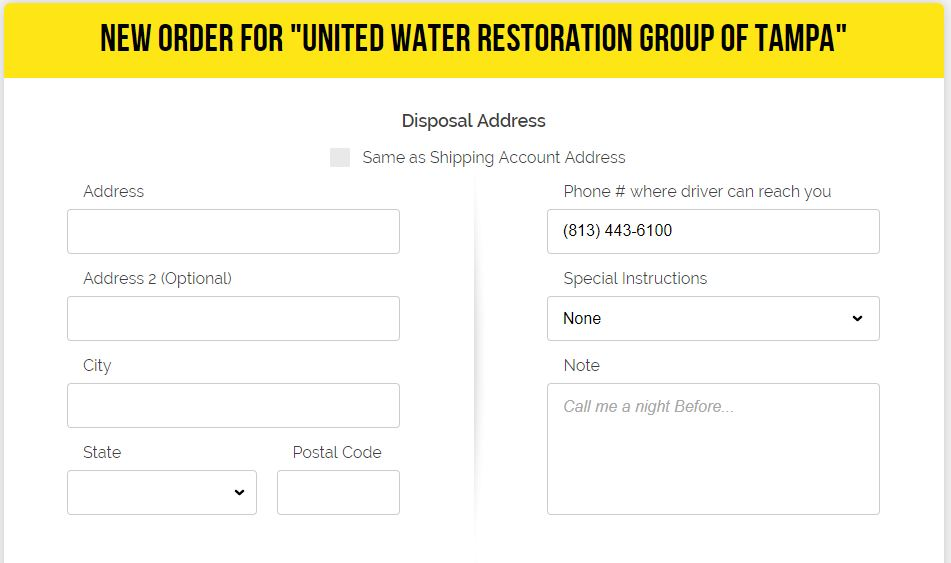 NEW ORDER FOR "UNITED WATER RESTORATION GROUP OF TAMPA"
Disposal Address
Same as Shipping Account Address
Address
Address 2 (Optional)
City
State Postal Code
Phone # where driver can reach you
(813) 443-6100
Special Instructions
None
Note
Call me a night Before...